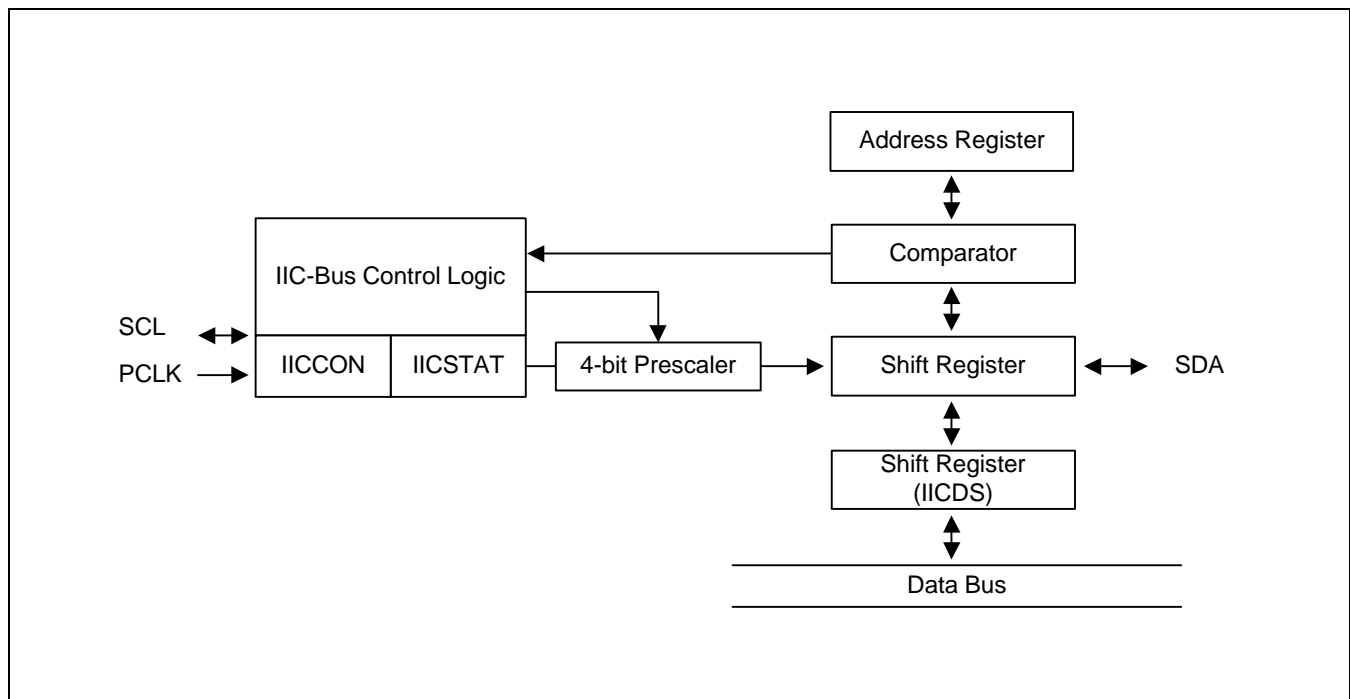 Address Register
Comparator
IIC-Bus Control Logic
SCL
PCLK
IICCON
IICSTAT
4-bit Prescaler
Shift Register
SDA
Shift Register
(IICDS)
Data Bus